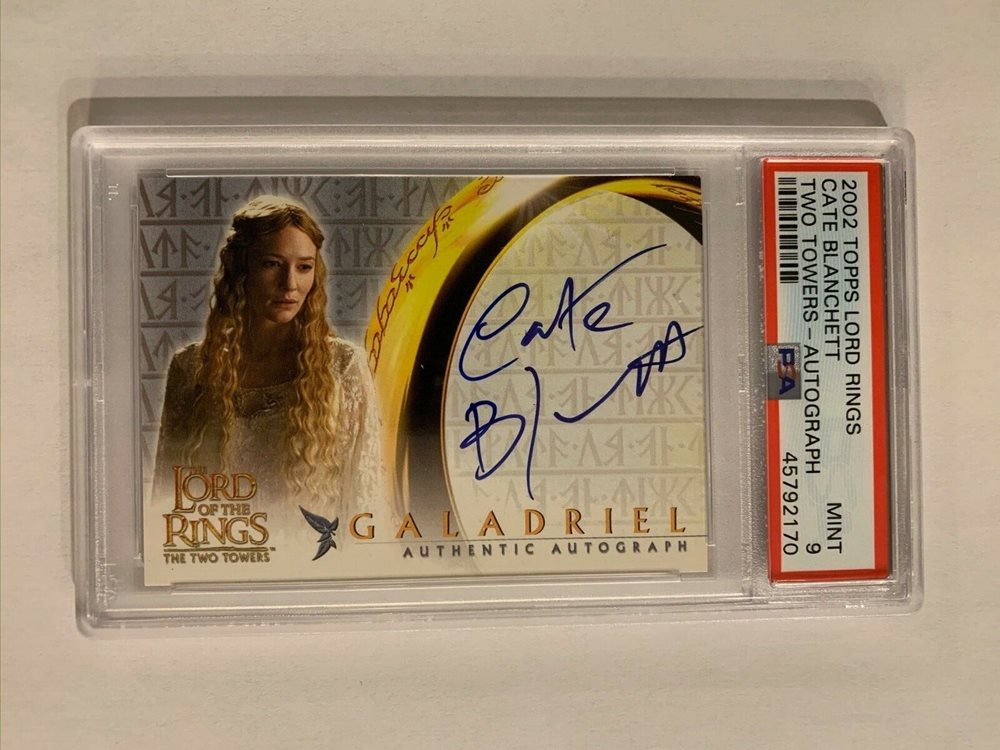 THE
LORD
OF THE
RINGS
THE TWO TOWERS
Cate
Bl
GALADRIEL
AUTHENTIC AUTOGRAPH
2002 TOPPS LORD RINGS
CATE BLANCHETT
TWO TOWERS - AUTOGRAPH
MINT
9
PSA
45792170